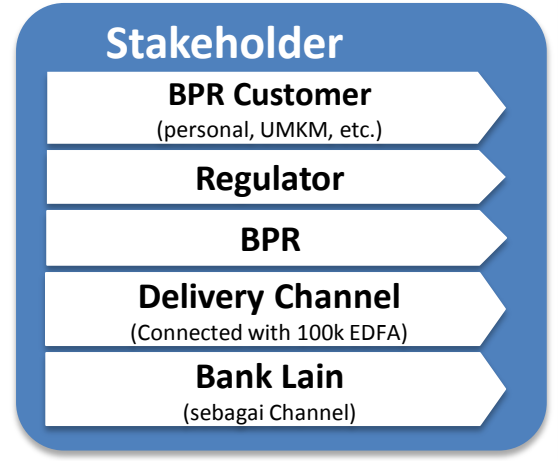 Stakeholder
BPR Customer
(personal, UMKM, etc.)
Regulator
BPR
Delivery Channel
(Connected with 100k EDFA)
Bank Lain
(sebagai Channel)